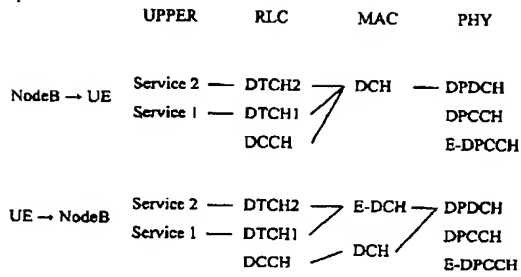 UPPER RLC MAC PHY
NodeB → UE
Service 2 DTCH2 DCH DPDCH
Service 1 DTCH1 DPCCH
DCCH E-DPCCH
UE → NodeB
Service 2 DTCH2 E-DCH DPDCH
Service 1 DTCH1 DPCCH
DCCH DCH E-DPCCH